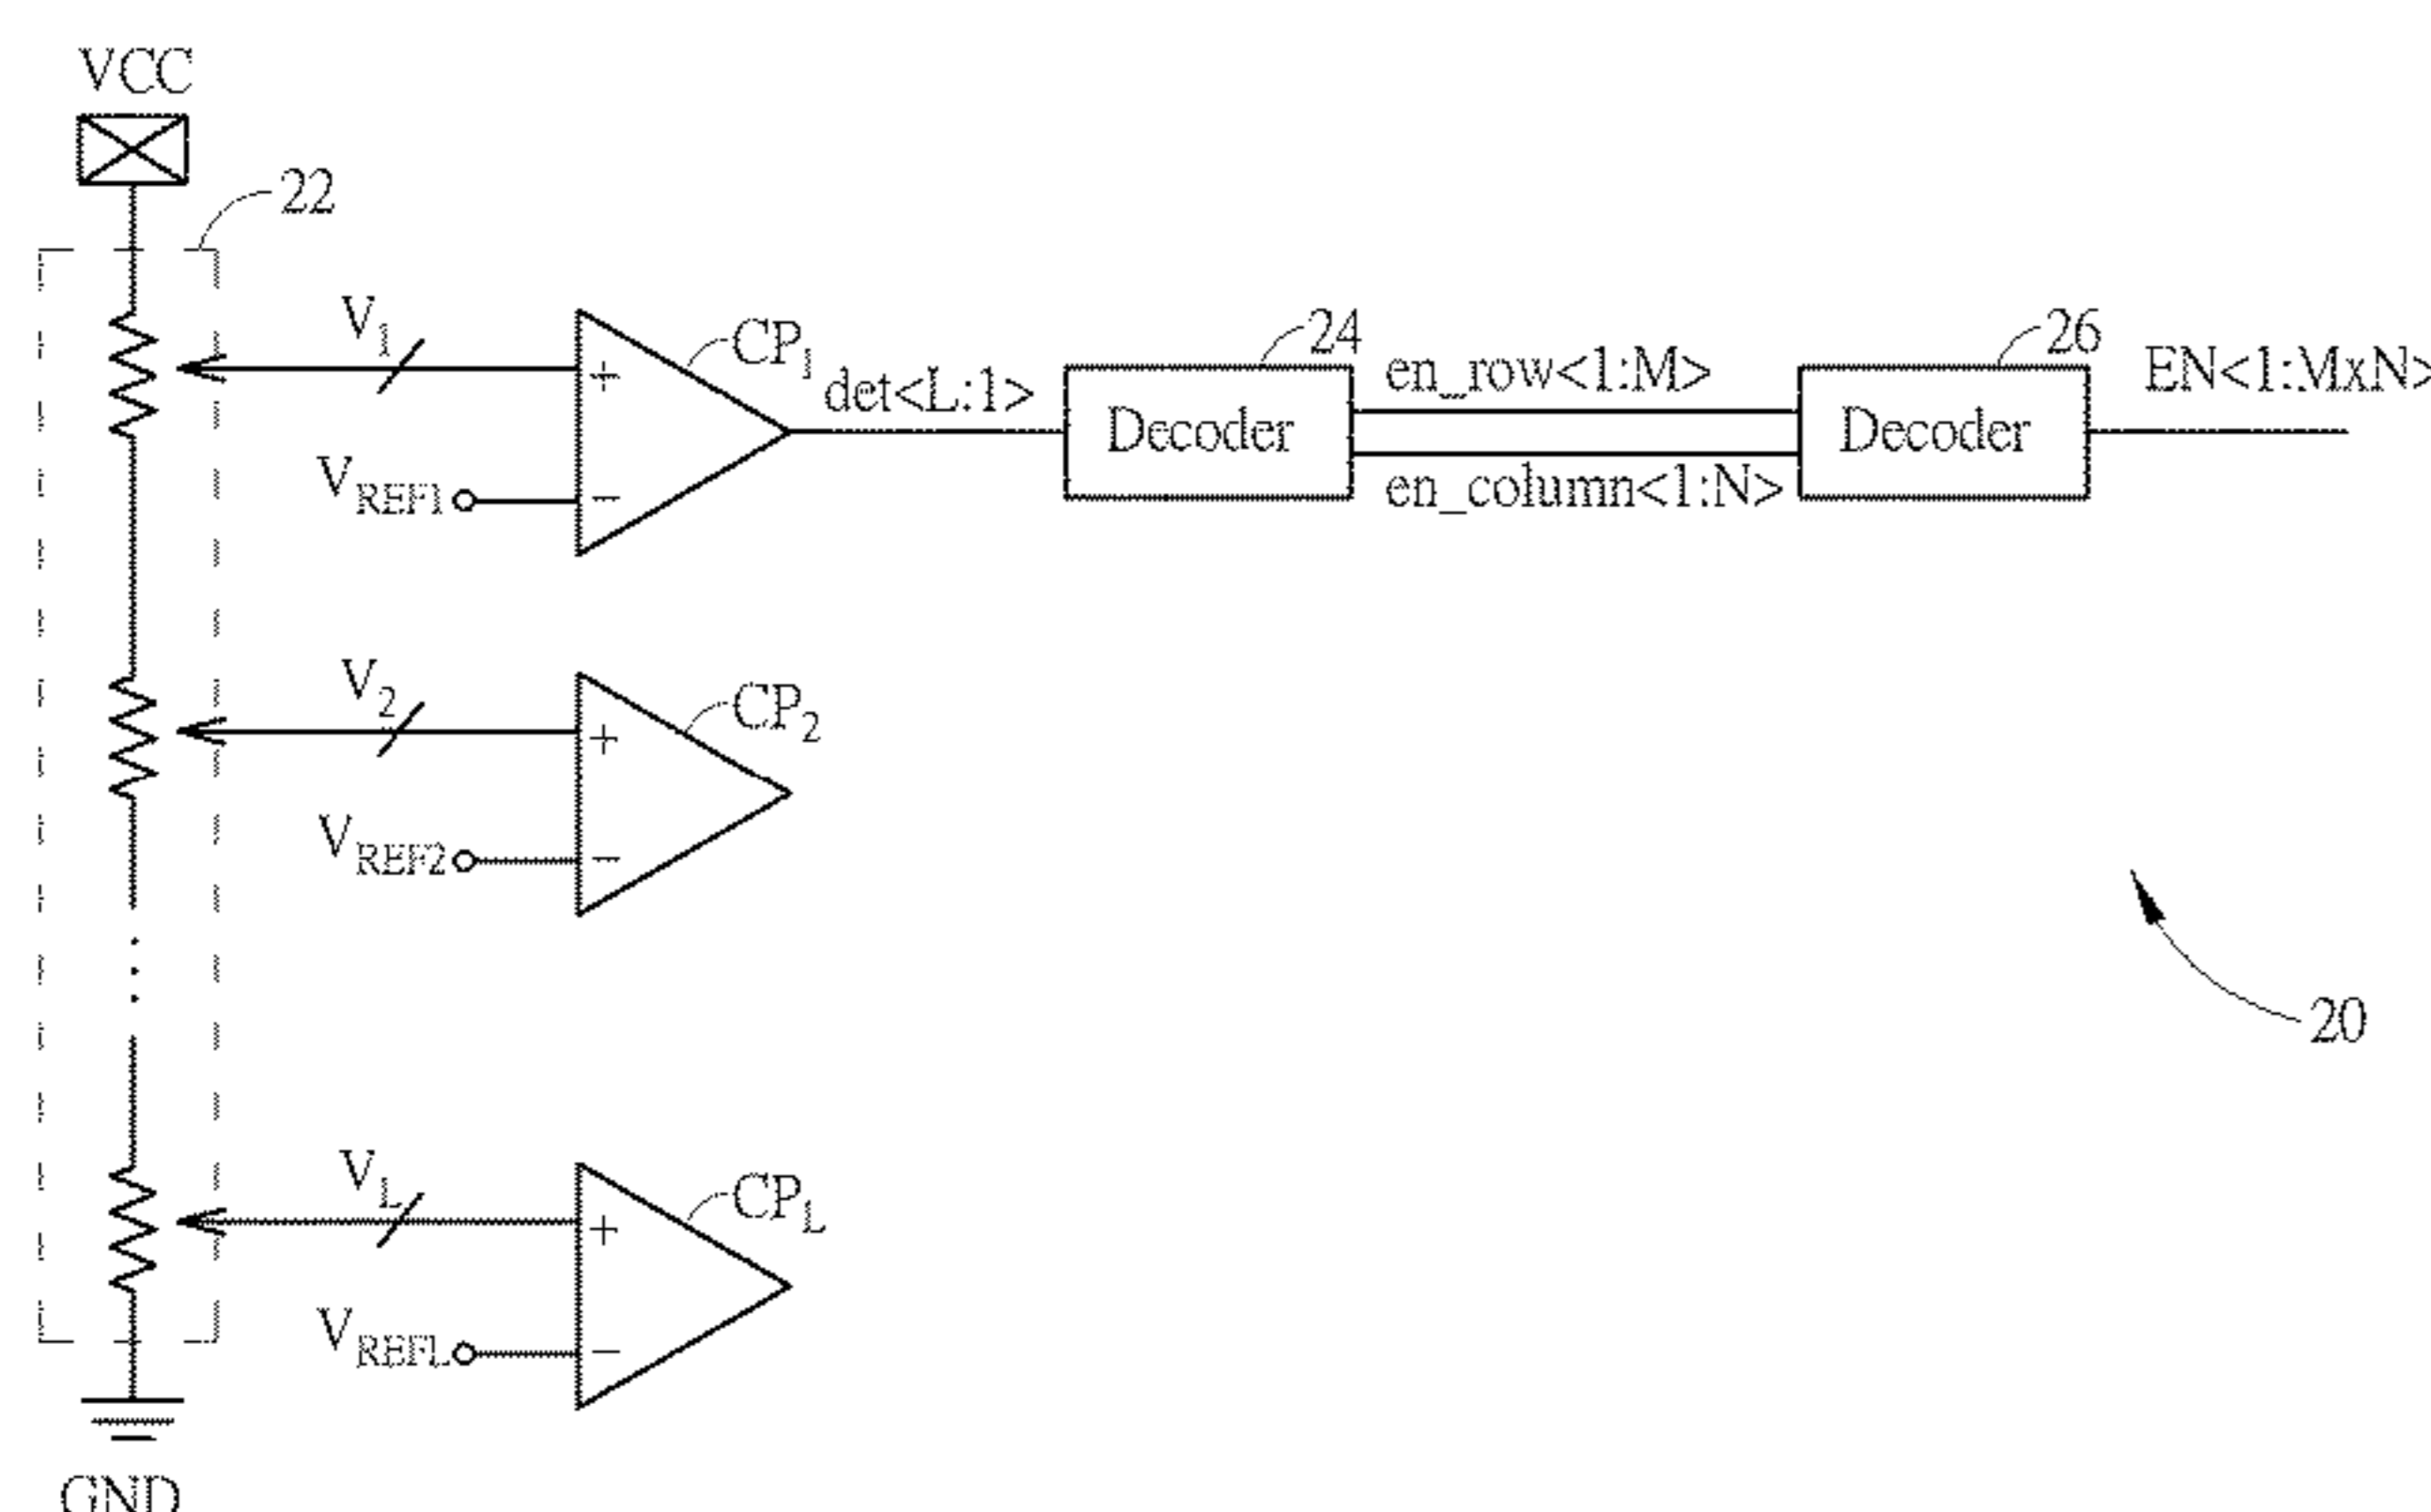 VCC
22
V1
CP1
VREF1
det<L:1>
24
Decoder
en_row<1:M>
en_column<1:N>
26
Decoder
EN<1:MxN>
V2
CP2
VREF2
20
VL
CPL
VREFL
GND